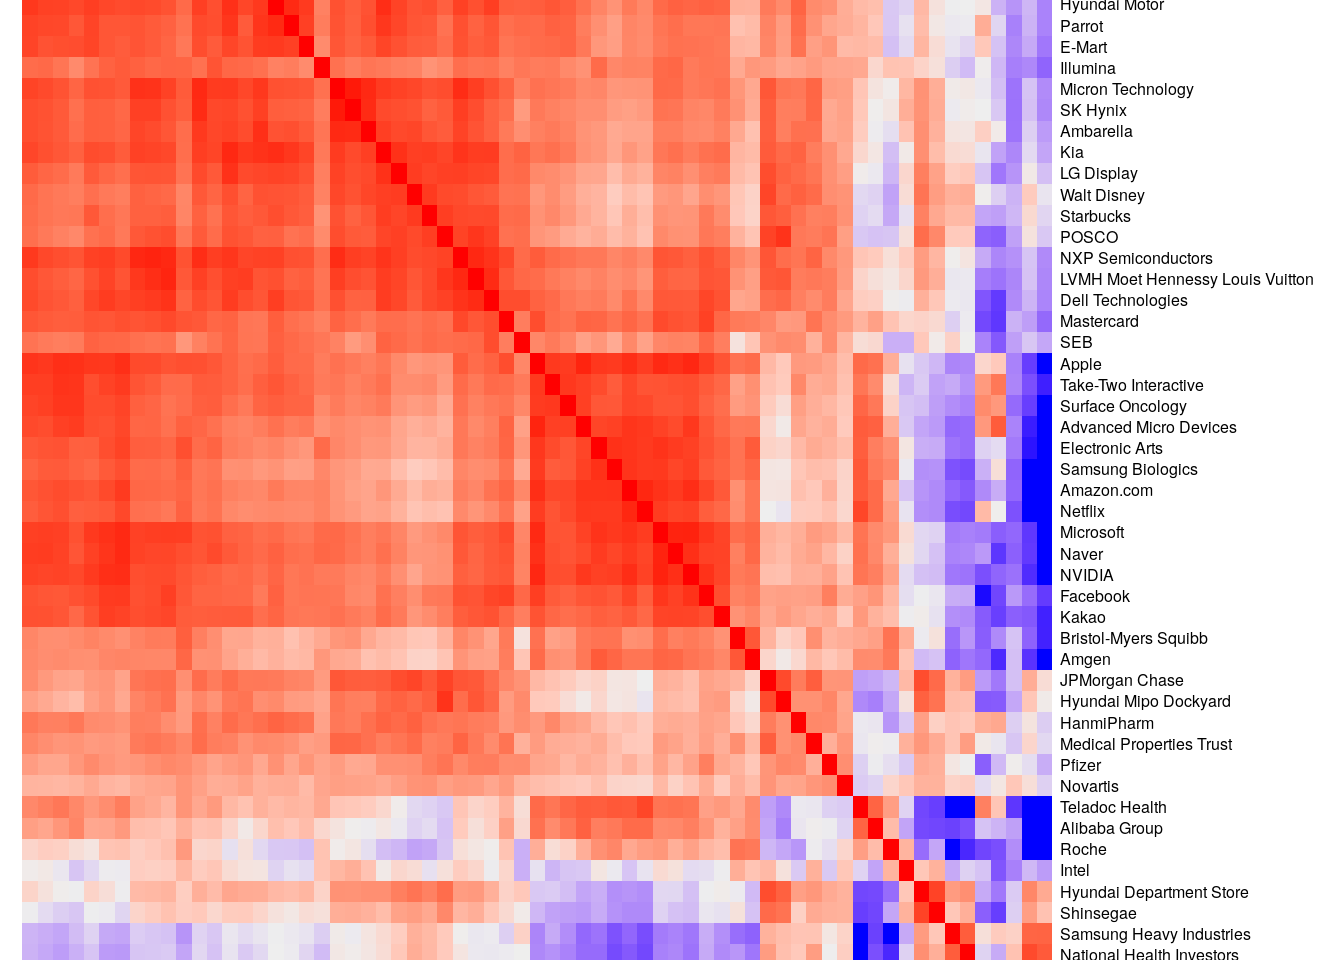 Hyundai Motor
Parrot
E-Mart
Illumina
Micron Technology
SK Hynix
Ambarella
Kia
LG Display
Walt Disney
Starbucks
POSCO
NXP Semiconductors
LVMH Moet Hennessy Louis Vuitton
Dell Technologies
Mastercard
SEB
Apple
Take-Two Interactive
Surface Oncology
Advanced Micro Devices
Electronic Arts
Samsung Biologics
Amazon.com
Netflix
Microsoft
Naver
NVIDIA
Facebook
Kakao
Bristol-Myers Squibb
Amgen
JPMorgan Chase
Hyundai Mipo Dockyard
HanmiPharm
Medical Properties Trust
Pfizer
Novartis
Teladoc Health
Alibaba Group
Roche
Intel
Hyundai Department Store
Shinsegae
Samsung Heavy Industries
National Health Investors